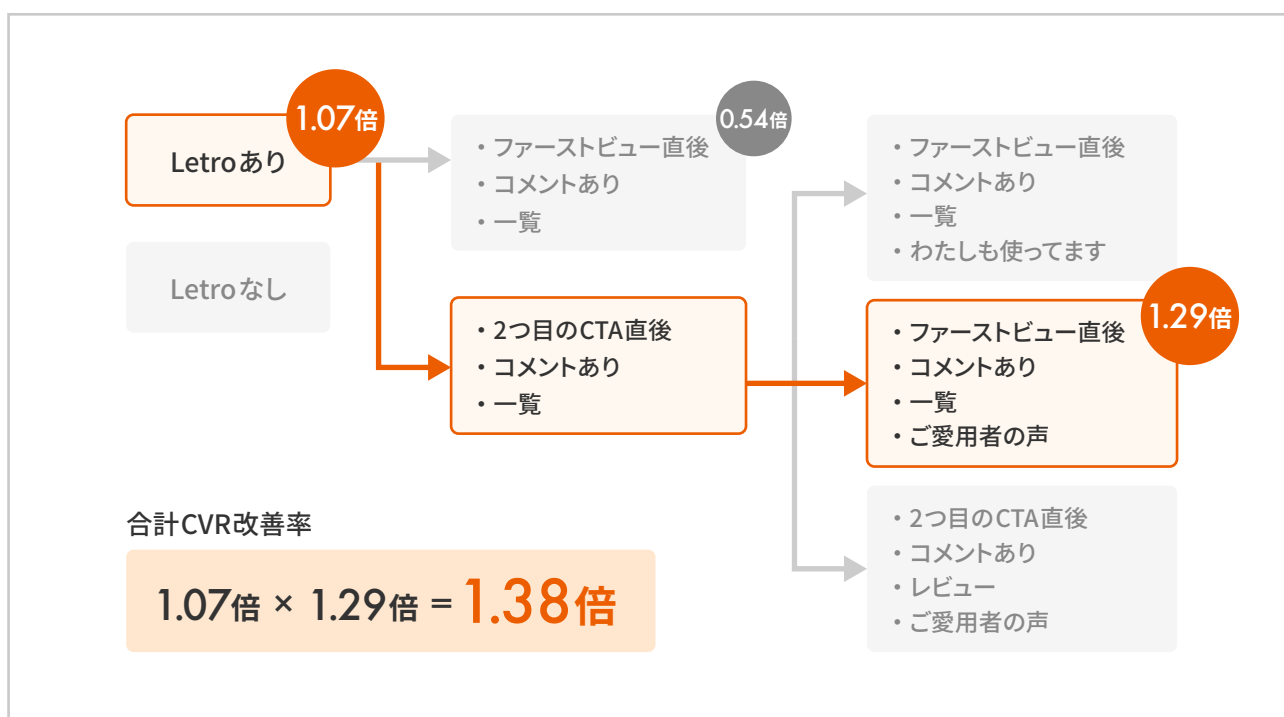 Letroあり
1.07倍
Letroなし
・ファーストビュー直後
・コメントあり
・一覧
0.54倍
・2つ目のCTA直後
・コメントあり
・一覧
・ファーストビュー直後
・コメントあり
・一覧
・わたしも使ってます
・ファーストビュー直後
・コメントあり
・一覧
・ご愛用者の声
1.29倍
・2つ目のCTA直後
・コメントあり
・レビュー
・ご愛用者の声
合計CVR改善率
1.07倍 × 1.29倍 = 1.38倍